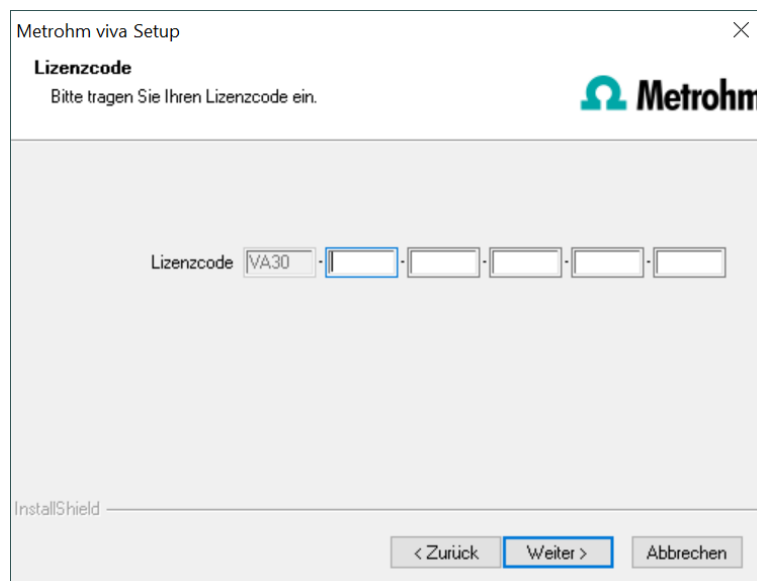 Metrohm viva Setup
Lizenzcode
Bitte tragen Sie Ihren Lizenzcode ein.
Metrohm
Lizenzcode VA30 - - - - -
InstallShield
< Zurück Weiter > Abbrechen